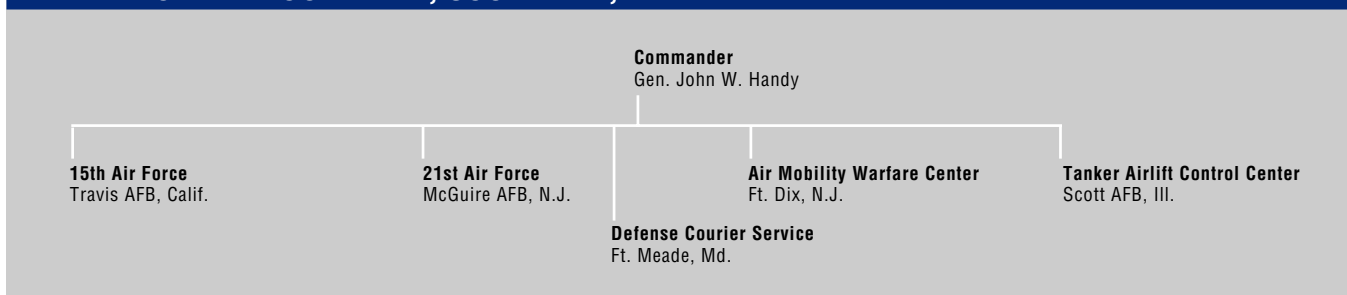 Commander
Gen. John W. Handy
15th Air Force
Travis AFB, Calif.
21st Air Force
McGuire AFB, N.J.
Air Mobility Warfare Center
Ft. Dix, N.J.
Tanker Airlift Control Center
Scott AFB, Ill.
Defense Courier Service
Ft. Meade, Md.